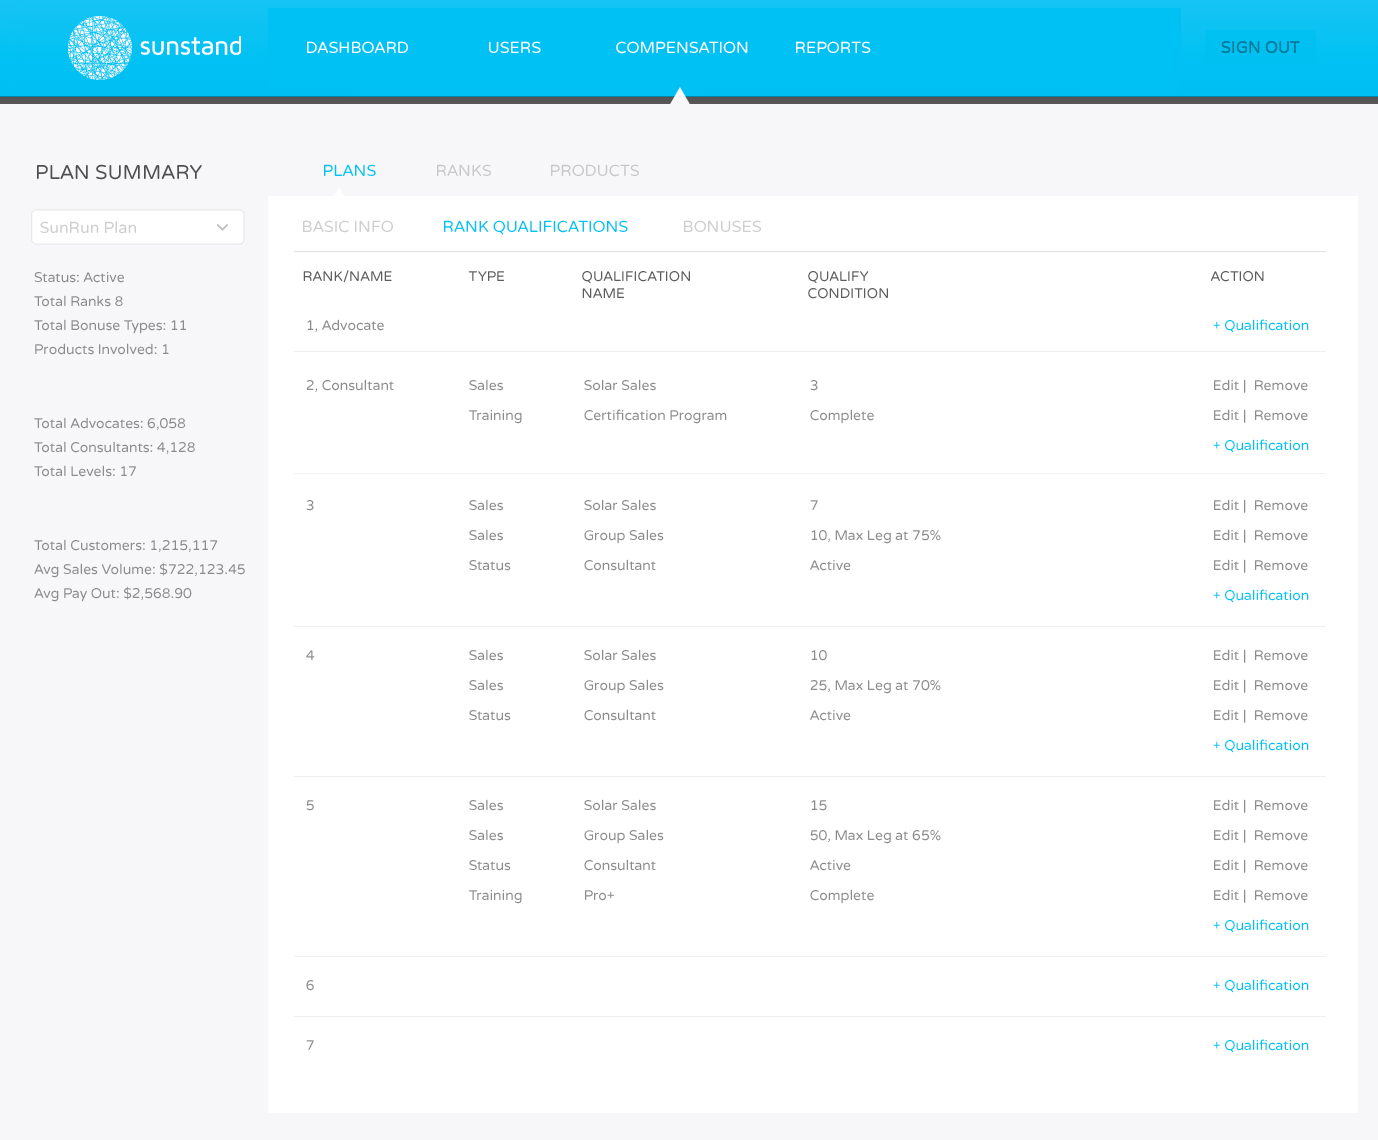 sunstand
DASHBOARD USERS COMPENSATION REPORTS SIGN OUT
PLAN SUMMARY
SunRun Plan
Status: Active
Total Ranks 8
Total Bonuse Types: 11
Products Involved: 1
Total Advocates: 6,058
Total Consultants: 4,128
Total Levels: 17
Total Customers: 1,215,117
Avg Sales Volume: $722,123.45
Avg Pay Out: $2,568.90
PLANS RANKS PRODUCTS
BASIC INFO RANK QUALIFICATIONS BONUSES
RANK/NAME TYPE QUALIFICATION NAME QUALIFY CONDITION ACTION
1, Advocate + Qualification
2, Consultant Sales Solar Sales 3 Edit | Remove
Training Certification Program Complete Edit | Remove
+ Qualification
3 Sales Solar Sales 7 Edit | Remove
Sales Group Sales 10, Max Leg at 75% Edit | Remove
Status Consultant Active Edit | Remove
+ Qualification
4 Sales Solar Sales 10 Edit | Remove
Sales Group Sales 25, Max Leg at 70% Edit | Remove
Status Consultant Active Edit | Remove
+ Qualification
5 Sales Solar Sales 15 Edit | Remove
Sales Group Sales 50, Max Leg at 65% Edit | Remove
Status Consultant Active Edit | Remove
Training Pro+ Complete Edit | Remove
+ Qualification
6 + Qualification
7 + Qualification